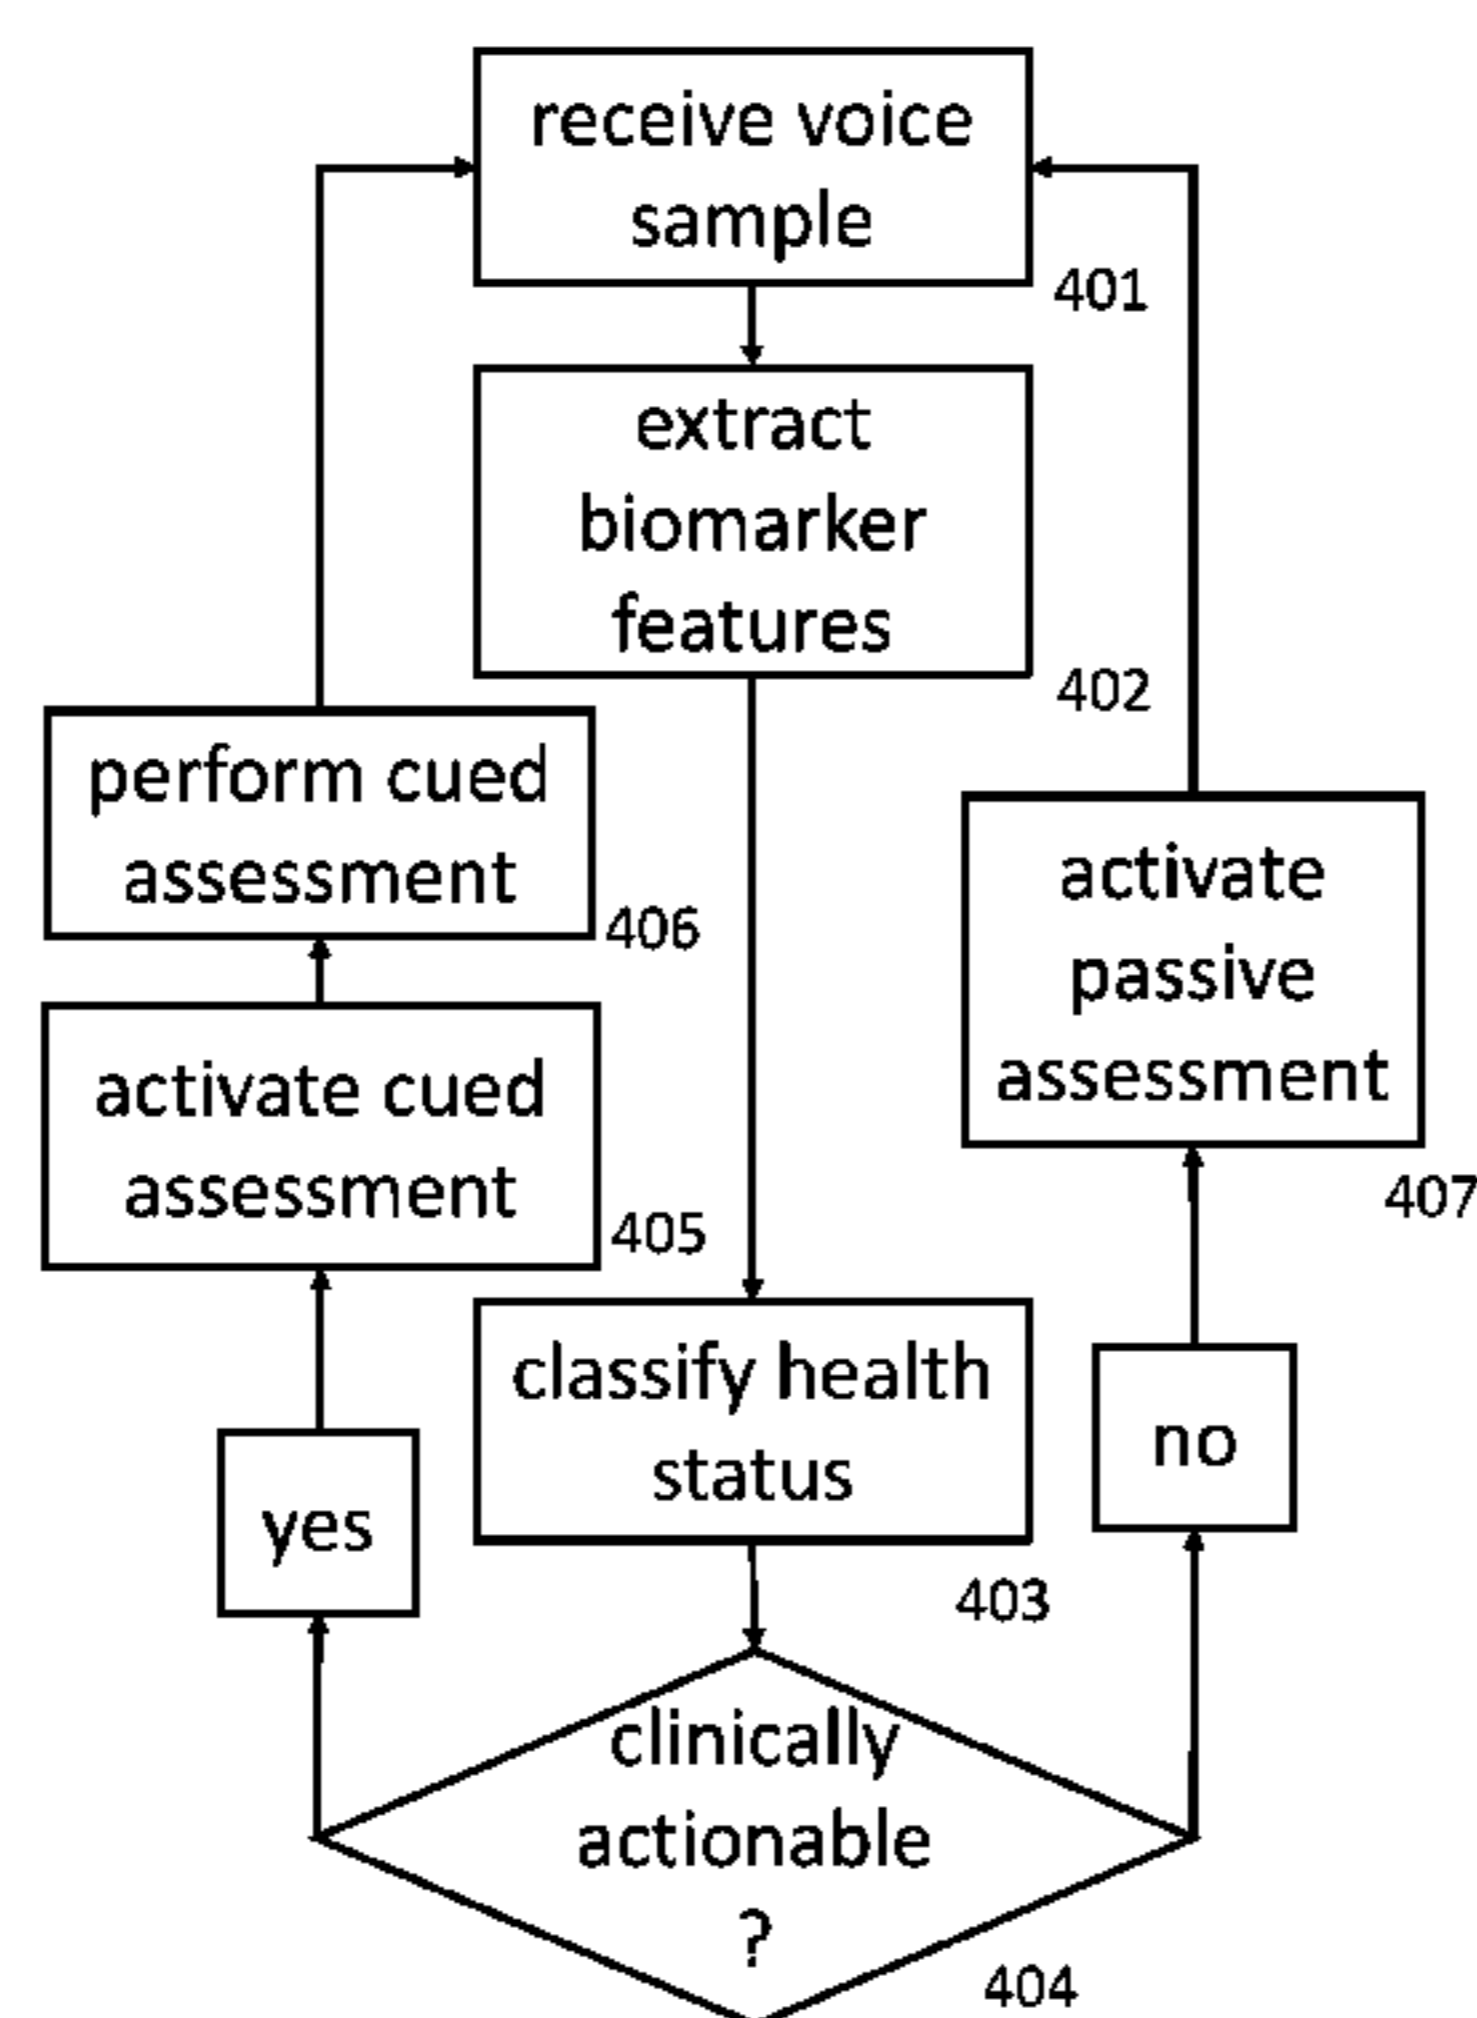 receive voice
sample
401
extract
biomarker
features
402
perform cued
assessment
406
activate
passive
assessment
407
activate cued
assessment
405
classify health
status
403
yes
no
clinically
actionable
?
404